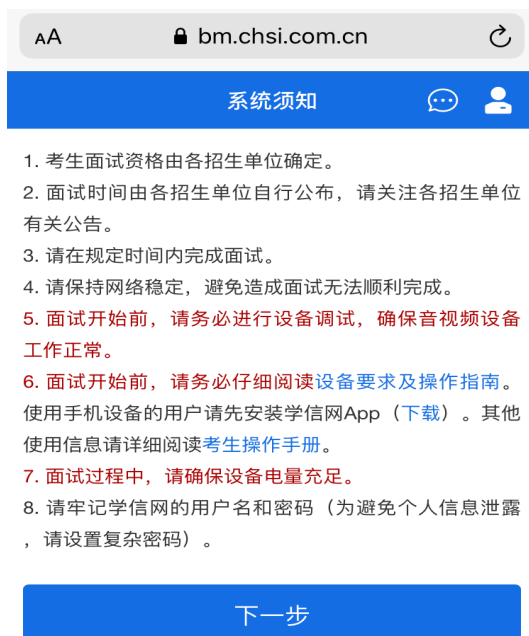 AA bm.chsi.com.cn
系统须知
1. 考生面试资格由各招生单位确定。
2. 面试时间由各招生单位自行公布，请关注各招生单位
有关公告。
3. 请在规定时间内完成面试。
4. 请保持网络稳定，避免造成面试无法顺利完成。
5. 面试开始前，请务必进行设备调试，确保音视频设备
工作正常。
6. 面试开始前，请务必仔细阅读设备要求及操作指南。
使用手机设备的用户请先安装学信网App（下载）。其他
使用信息请详细阅读考生操作手册。
7. 面试过程中，请确保设备电量充足。
8. 请牢记学信网的用户名和密码（为避免个人信息泄露
，请设置复杂密码）。
下一步